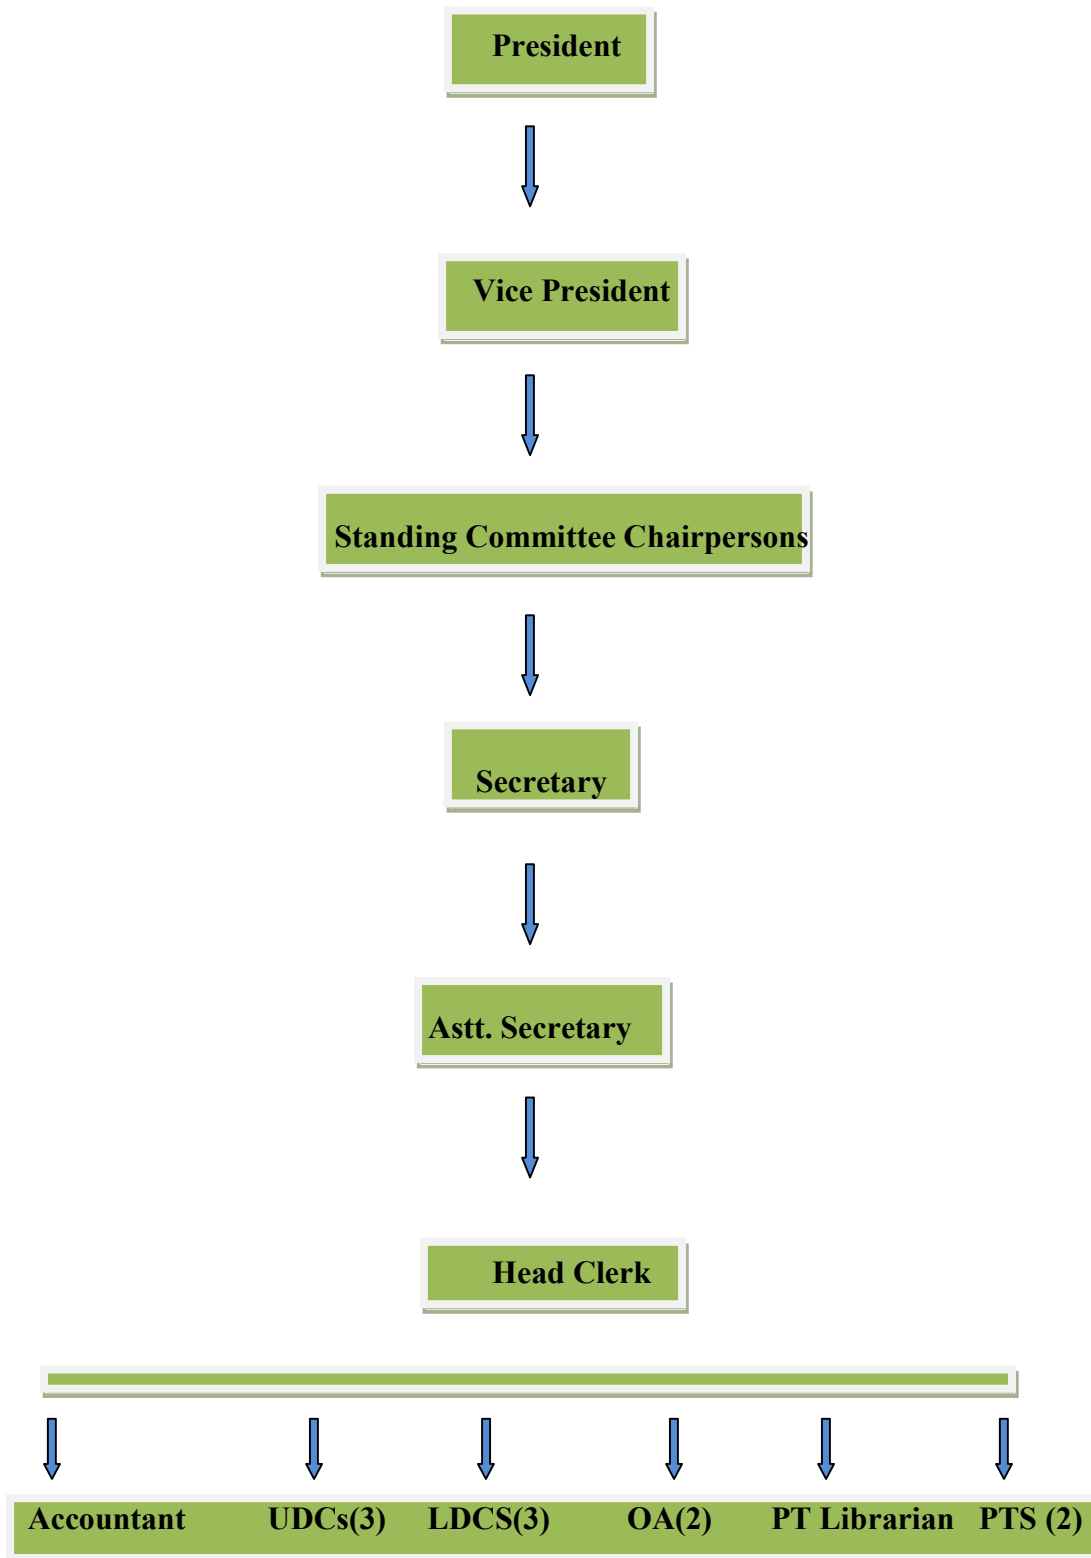 President
Vice President
Standing Committee Chairpersons
Secretary
Astt. Secretary
Head Clerk
Accountant UDCs(3) LDCS(3) OA(2) PT Librarian PTS (2)